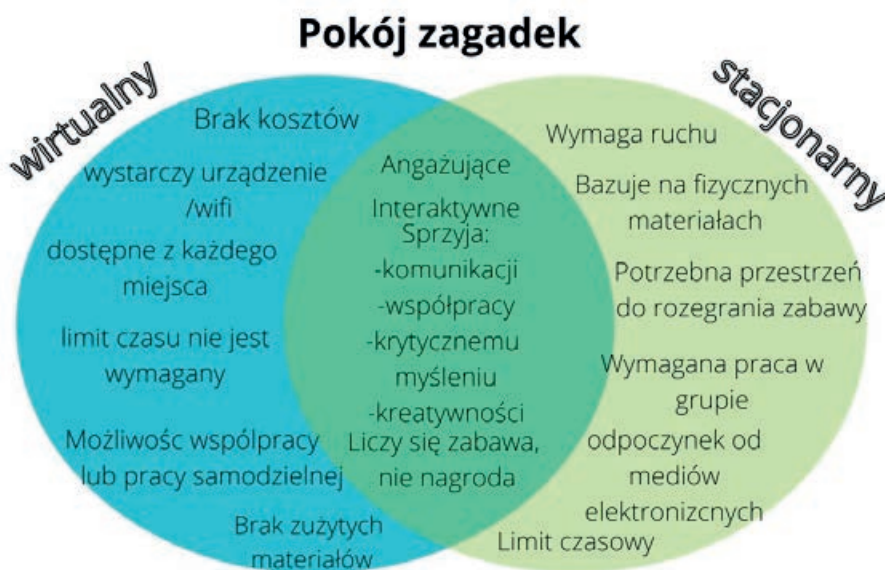 Pokój zagadek
wirtualny
Brak kosztów
wystarczy urządzenie
/wifi
dostępne z każdego
miejsca
limit czasu nie jest
wymagany
Możliwośc współpracy
lub pracy samodzielnej
Brak zużytych
materiałów
Angażujące
Interaktywne
Sprzyja:
-komunikacji
-współpracy
-krytycznemu
myśleniu
-kreatywności
Liczy się zabawa,
nie nagroda
stacjonarny
Wymaga ruchu
Bazuje na fizycznych
materiałach
Potrzebna przestrzeń
do rozegrania zabawy
Wymagana praca w
grupie
odpoczynek od
mediów
elektronizcnych
Limit czasowy